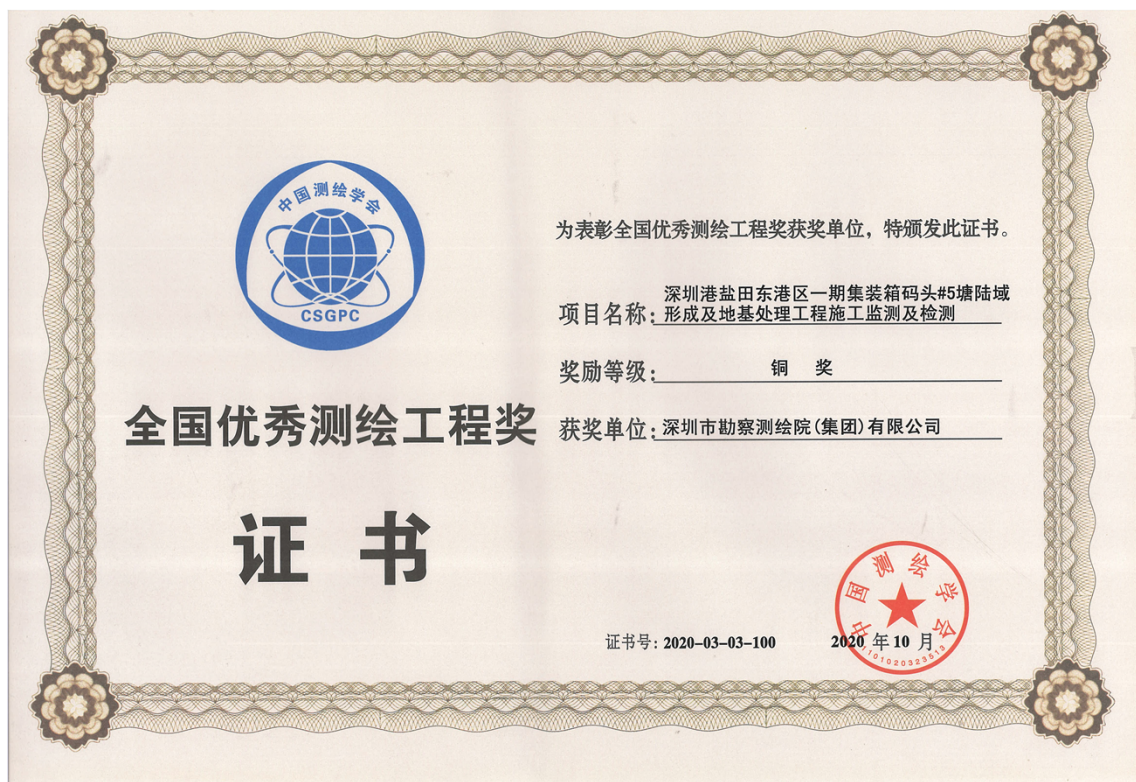 中国测绘学会
CSGPC
全国优秀测绘工程奖
证 书
为表彰全国优秀测绘工程奖获奖单位，特颁发此证书。
项目名称：深圳港盐田东港区一期集装箱码头#5塘陆域
形成及地基处理工程施工监测及检测
奖励等级：铜 奖
获奖单位：深圳市勘察测绘院(集团)有限公司
证书号：2020-03-03-100
2020 年 10 月
中国测绘学会
1101020323513